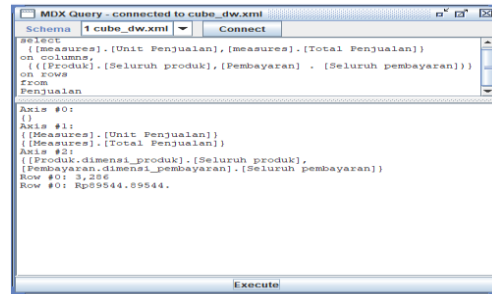 MDX Query - connected to cube_dw.xml
Schema 1 cube_dw.xml Connect
select
{[measures].[Unit Penjualan],[measures].[Total Penjualan]}
on columns,
{([Produk].[Seluruh produk],[Pembayaran] . [Seluruh pembayaran])}
on rows
from
Penjualan
Axis #0:
{}
Axis #1:
{[Measures].[Unit Penjualan]}
{[Measures].[Total Penjualan]}
Axis #2:
{[Produk.dimensi_produk].[Seluruh produk],
[Pembayaran.dimensi_pembayaran].[Seluruh pembayaran]}
Row #0: 3,286
Row #0: Rp89544.89544.
Execute